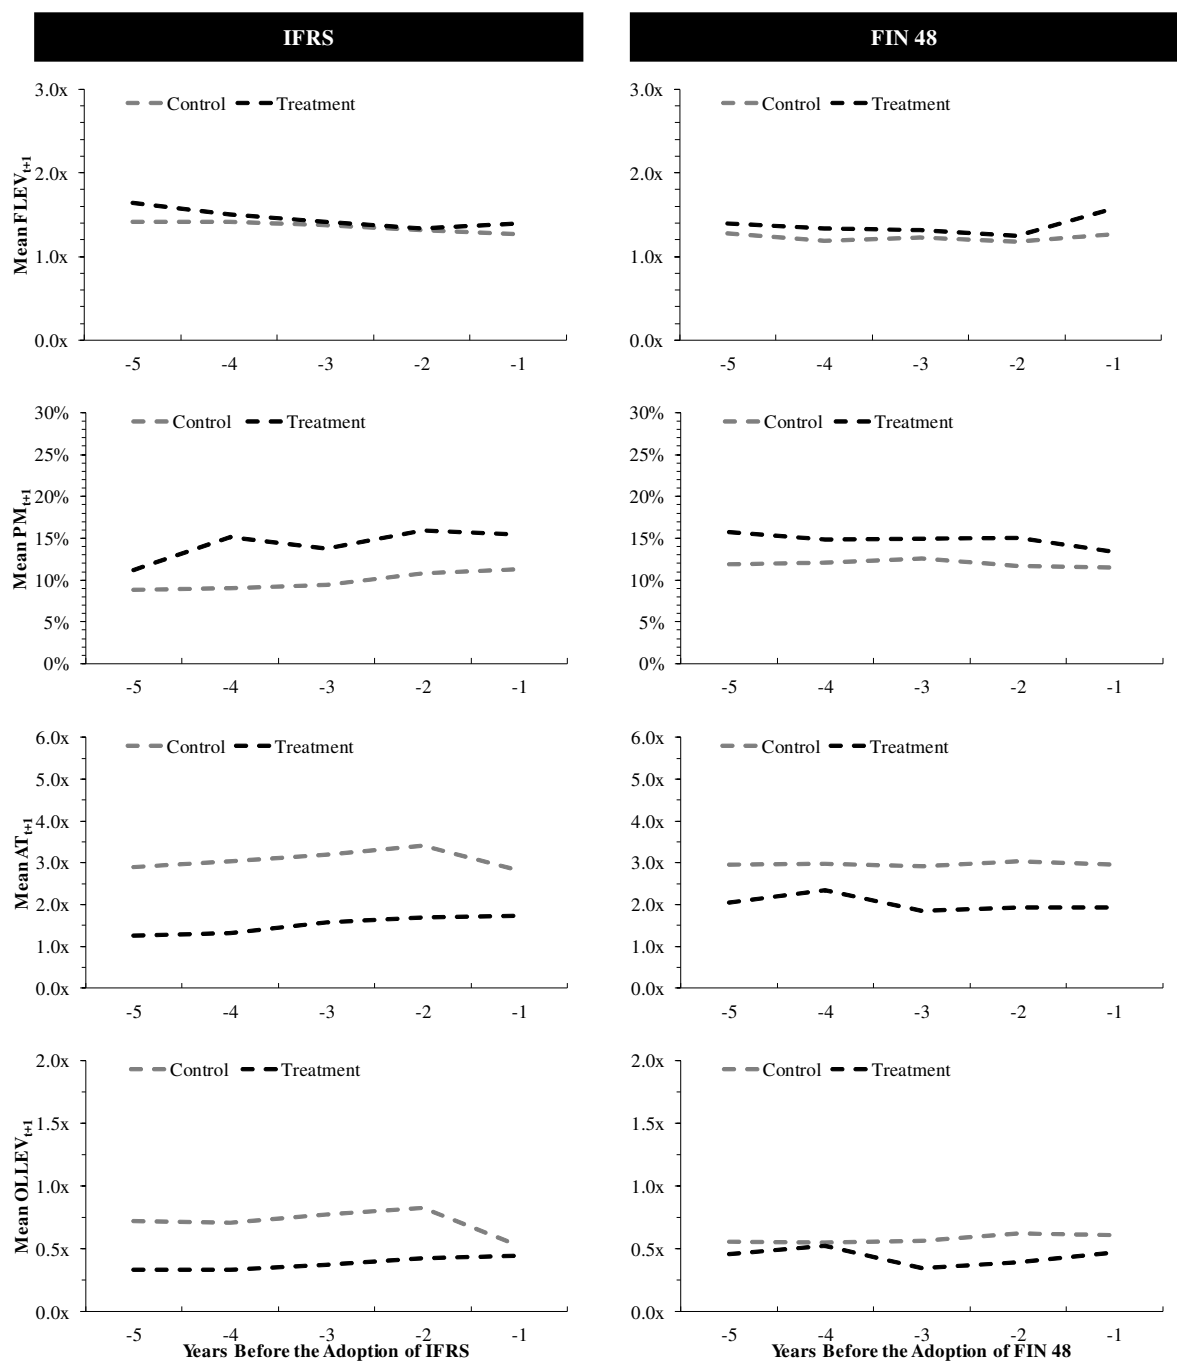 IFRS
FIN 48
Mean FLEVt+1
3.0x
2.0x
1.0x
0.0x
Control Treatment
-5 -4 -3 -2 -1
3.0x
2.0x
1.0x
0.0x
Control Treatment
-5 -4 -3 -2 -1
Mean PMt+1
30%
25%
20%
15%
10%
5%
0%
Control Treatment
-5 -4 -3 -2 -1
30%
25%
20%
15%
10%
5%
0%
Control Treatment
-5 -4 -3 -2 -1
Mean ATt+1
6.0x
5.0x
4.0x
3.0x
2.0x
1.0x
0.0x
Control Treatment
-5 -4 -3 -2 -1
6.0x
5.0x
4.0x
3.0x
2.0x
1.0x
0.0x
Control Treatment
-5 -4 -3 -2 -1
Mean OLLEVt+1
2.0x
1.5x
1.0x
0.5x
0.0x
Control Treatment
-5 -4 -3 -2 -1
Years Before the Adoption of IFRS
2.0x
1.5x
1.0x
0.5x
0.0x
Control Treatment
-5 -4 -3 -2 -1
Years Before the Adoption of FIN 48